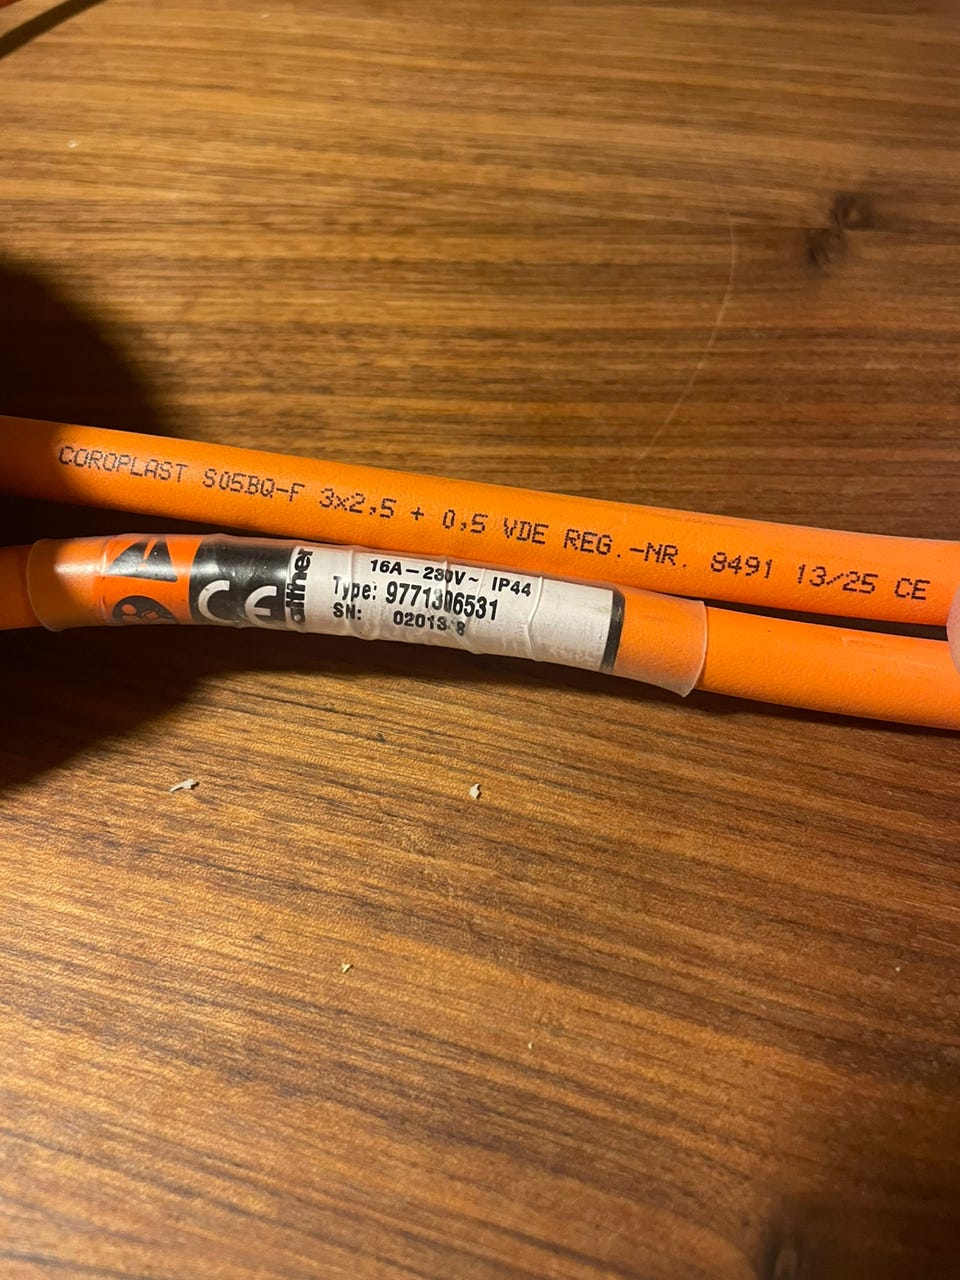 COROPLAST S05BQ-F 3x2,5 + 0,5 VDE REG.-NR. 8491 13/25 CE
CE
16A-230V~ IP44
Type: 9771306531
SN: